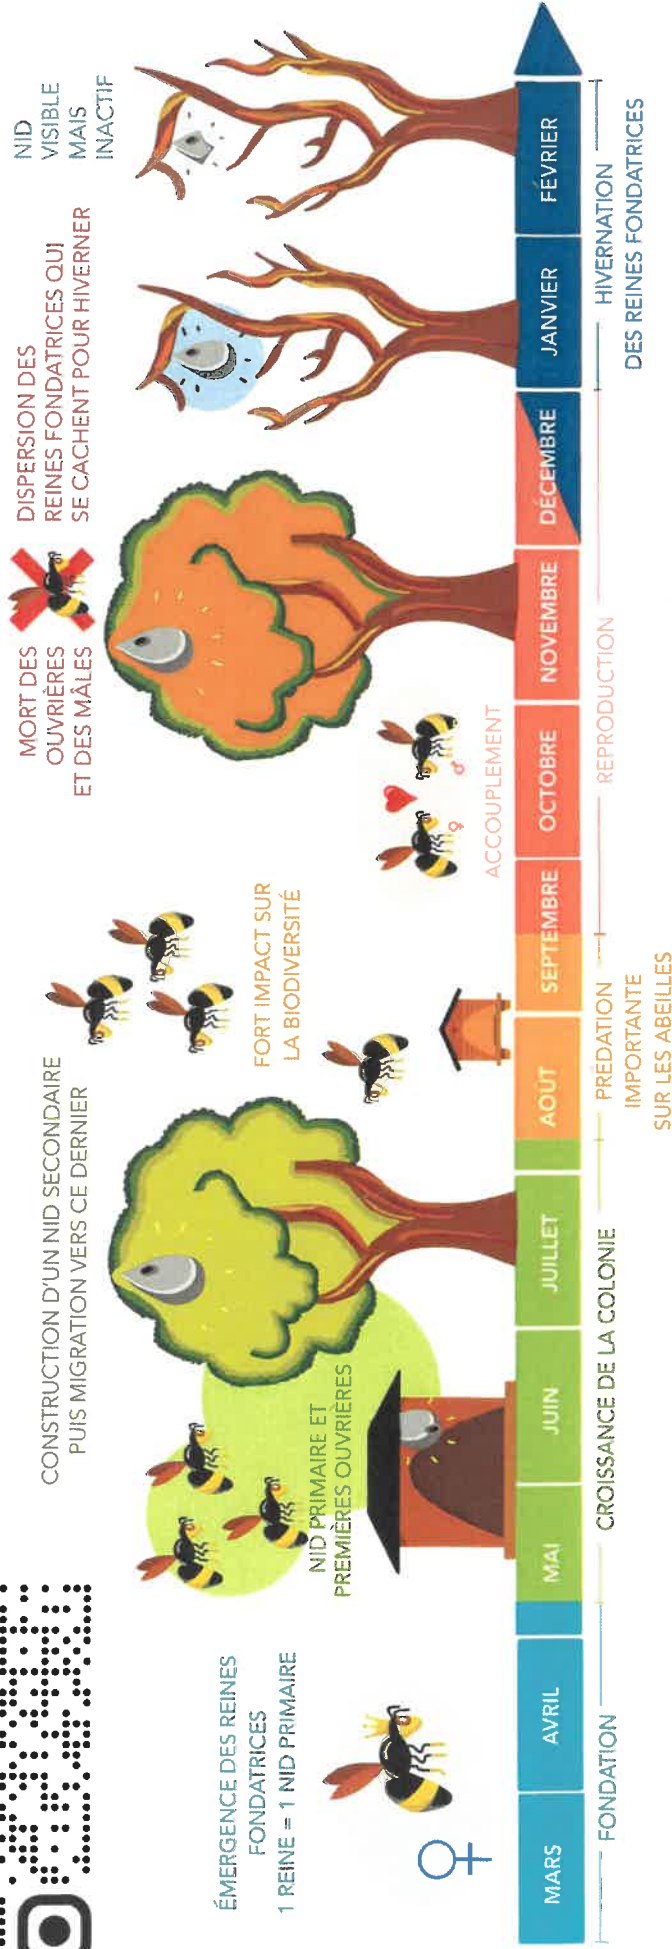 ÉMERGENCE DES REINES
FONDATRICES
1 REINE = 1 NID PRIMAIRE
NID PRIMAIRE ET
PREMIÈRES OUVRIÈRES
CONSTRUCTION D'UN NID SECONDAIRE
PUIS MIGRATION VERS CE DERNIER
FORT IMPACT SUR
LA BIODIVERSITÉ
ACCOUPLEMENT
MORT DES
OUVRIÈRES
ET DES MÂLES
DISPERSION DES
REINES FONDATRICES QUI
SE CACHENT POUR HIVERNER
NID
VISIBLE
MAIS
INACTIF
MARS
AVRIL
MAI
JUIN
JUILLET
AOÛT
SEPTEMBRE
OCTOBRE
NOVEMBRE
DÉCEMBRE
JANVIER
FÉVRIER
FONDATION
CROISSANCE DE LA COLONIE
PRÉDATION
IMPORTANTE
SUR LES ABEILLES
REPRODUCTION
HIVERNATION
DES REINES FONDATRICES